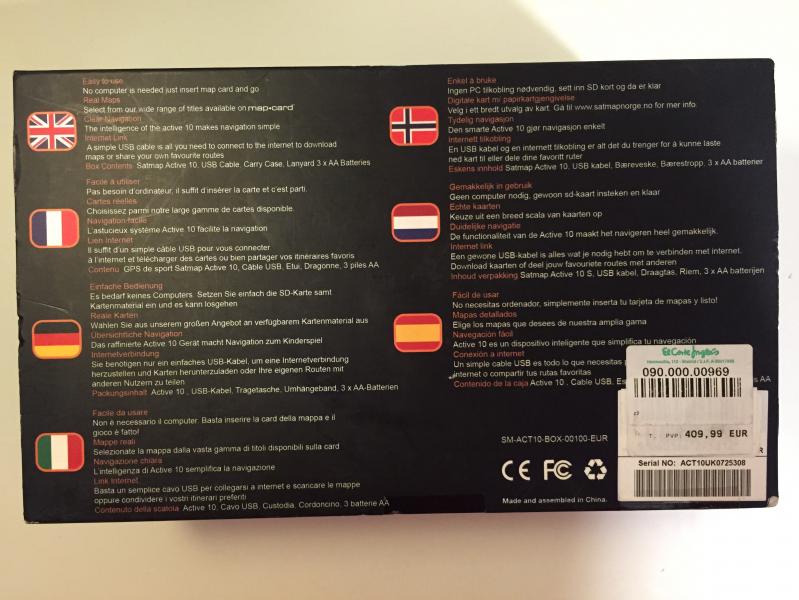 Easy to use
No computer is needed just insert map card and go
Real Maps
Select from our wide range of titles available on map•card
Clear Navigation
The intelligence of the active 10 makes navigation simple
Internet Link
A simple USB cable is all you need to connect to the internet to download
maps or share your own favourite routes
Box Contents Satmap Active 10, USB Cable, Carry Case, Lanyard 3 x AA Batteries
Facile à utiliser
Pas besoin d'ordinateur, il suffit d'insérer la carte et c'est parti.
Cartes réelles
Choisissez parmi notre large gamme de cartes disponible.
Navigation facile
L'astucieux système Active 10 facilite la navigation
Lien Internet
Il suffit d'un simple câble USB pour vous connecter
à l'internet et télécharger des cartes ou bien partager vos itinéraires favoris
Contenu GPS de sport Satmap Active 10, Câble USB, Etui, Dragonne, 3 piles AA
Einfache Bedienung
Es bedarf keines Computers. Setzen Sie einfach die SD-Karte samt
Kartenmaterial ein und es kann losgehen
Reale Karten
Wählen Sie aus unserem großen Angebot an verfügbarem Kartenmaterial aus
Übersichtliche Navigation
Das raffinierte Active 10 Gerät macht Navigation zum Kinderspiel
Internetverbindung
Sie benötigen nur ein einfaches USB-Kabel, um eine Internetverbindung
herzustellen und Karten herunterzuladen oder Ihre eigenen Routen mit
anderen Nutzern zu teilen
Packungsinhalt Active 10 , USB-Kabel, Tragetasche, Umhängeband, 3 x AA-Batterien
Facile da usare
Non è necessario il computer. Basta inserire la card della mappa e il
gioco è fatto!
Mappe reali
Selezionate la mappa dalla vasta gamma di titoli disponibili sulla card
Navigazione chiara
L'intelligenza di Active 10 semplifica la navigazione
Link Internet
Basta un semplice cavo USB per collegarsi a internet e scaricare le mappe
oppure condividere i vostri itinerari preferiti
Contenuto della scatola Active 10, Cavo USB, Custodia, Cordoncino, 3 batterie AA
Enkel å bruke
Ingen PC tilkobling nødvendig, sett inn SD kort og da er klar
Digitale kart m/ papirkartgjengivelse
Velg i ett bredt utvalg av kart. Gå til www.satmapnorge.no for mer info.
Tydelig navigasjon
Den smarte Active 10 gjør navigasjon enkelt
Internett tilkobling
En USB kabel og en internett tilkobling er alt det du trenger for å kunne laste
ned kart til eller dele dine favoritt ruter
Eskens innhold Satmap Active 10, USB kabel, Bæreveske, Bærestropp, 3 x AA batterier
Gemakkelijk in gebruik
Geen computer nodig, gewoon sd-kaart insteken en klaar
Echte kaarten
Keuze uit een breed scala van kaarten op
Duidelijke navigatie
De functionaliteit van de Active 10 maakt het navigeren heel gemakkelijk.
Internet link
Een gewone USB-kabel is alles wat je nodig hebt om te verbinden met internet.
Download kaarten of deel jouw favoriete routes met anderen
Inhoud verpakking Satmap Active 10 S, USB kabel, Draagtas, Riem, 3 x AA batterijen
Fácil de usar
No necesitas ordenador, simplemente inserta tu tarjeta de mapas y listo!
Mapas detallados
Elige los mapas que desees de nuestra amplia gama
Navegación fácil
Active 10 es un dispositivo inteligente que simplifica tu navegación
Conexión a internet
Un simple cable USB es todo lo que necesitas
internet o compartir tus rutas favoritas
Contenido de la caja Active 10 . Cable USB, Es AA
El Corte Inglés
090.000.00969
T: PVP: 409,99 EUR
SM-ACT10-BOX-00100-EUR
CE FC
Serial NO: ACT10UK0725308
Made and assembled in China.